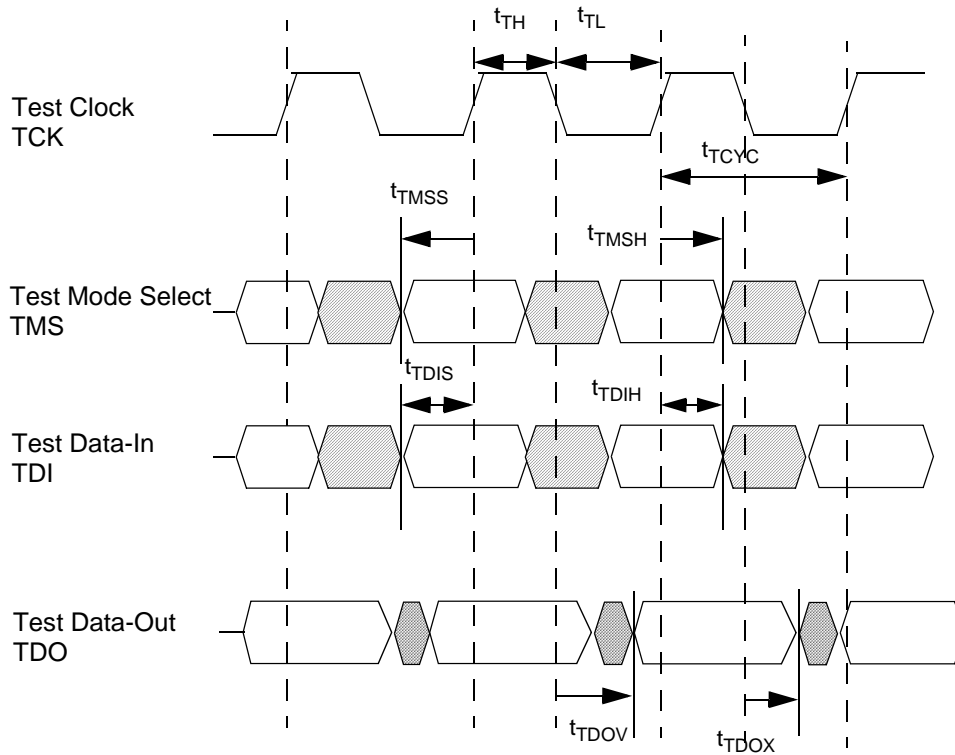 tTH
tTL
Test Clock
TCK
tTCYC
tTMSS
tTMSH
Test Mode Select
TMS
tTDIS
tTDIH
Test Data-In
TDI
Test Data-Out
TDO
tTDOV
tTDOX